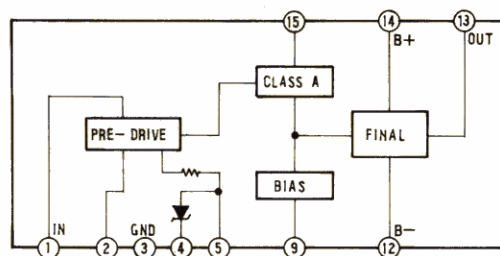 15 14 13
B+ OUT
CLASS A
PRE-DRIVE FINAL
BIAS
IN GND B-
1 2 3 4 5 9 12